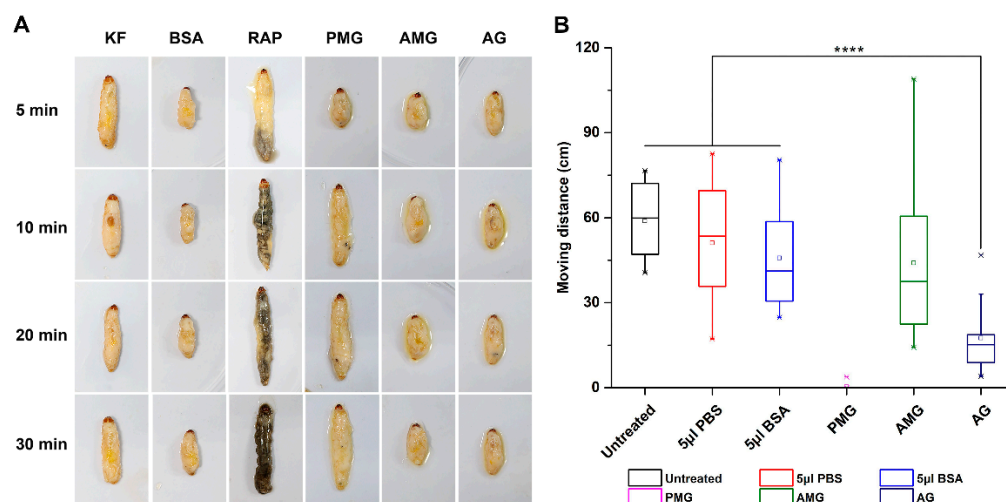 A
KF BSA RAP PMG AMG AG
5 min
10 min
20 min
30 min
B
120
90
60
30
0
Moving distance (cm)
****
Untreated 5µl PBS 5µl BSA PMG AMG AG
Untreated 5µl PBS 5µl BSA
PMG AMG AG